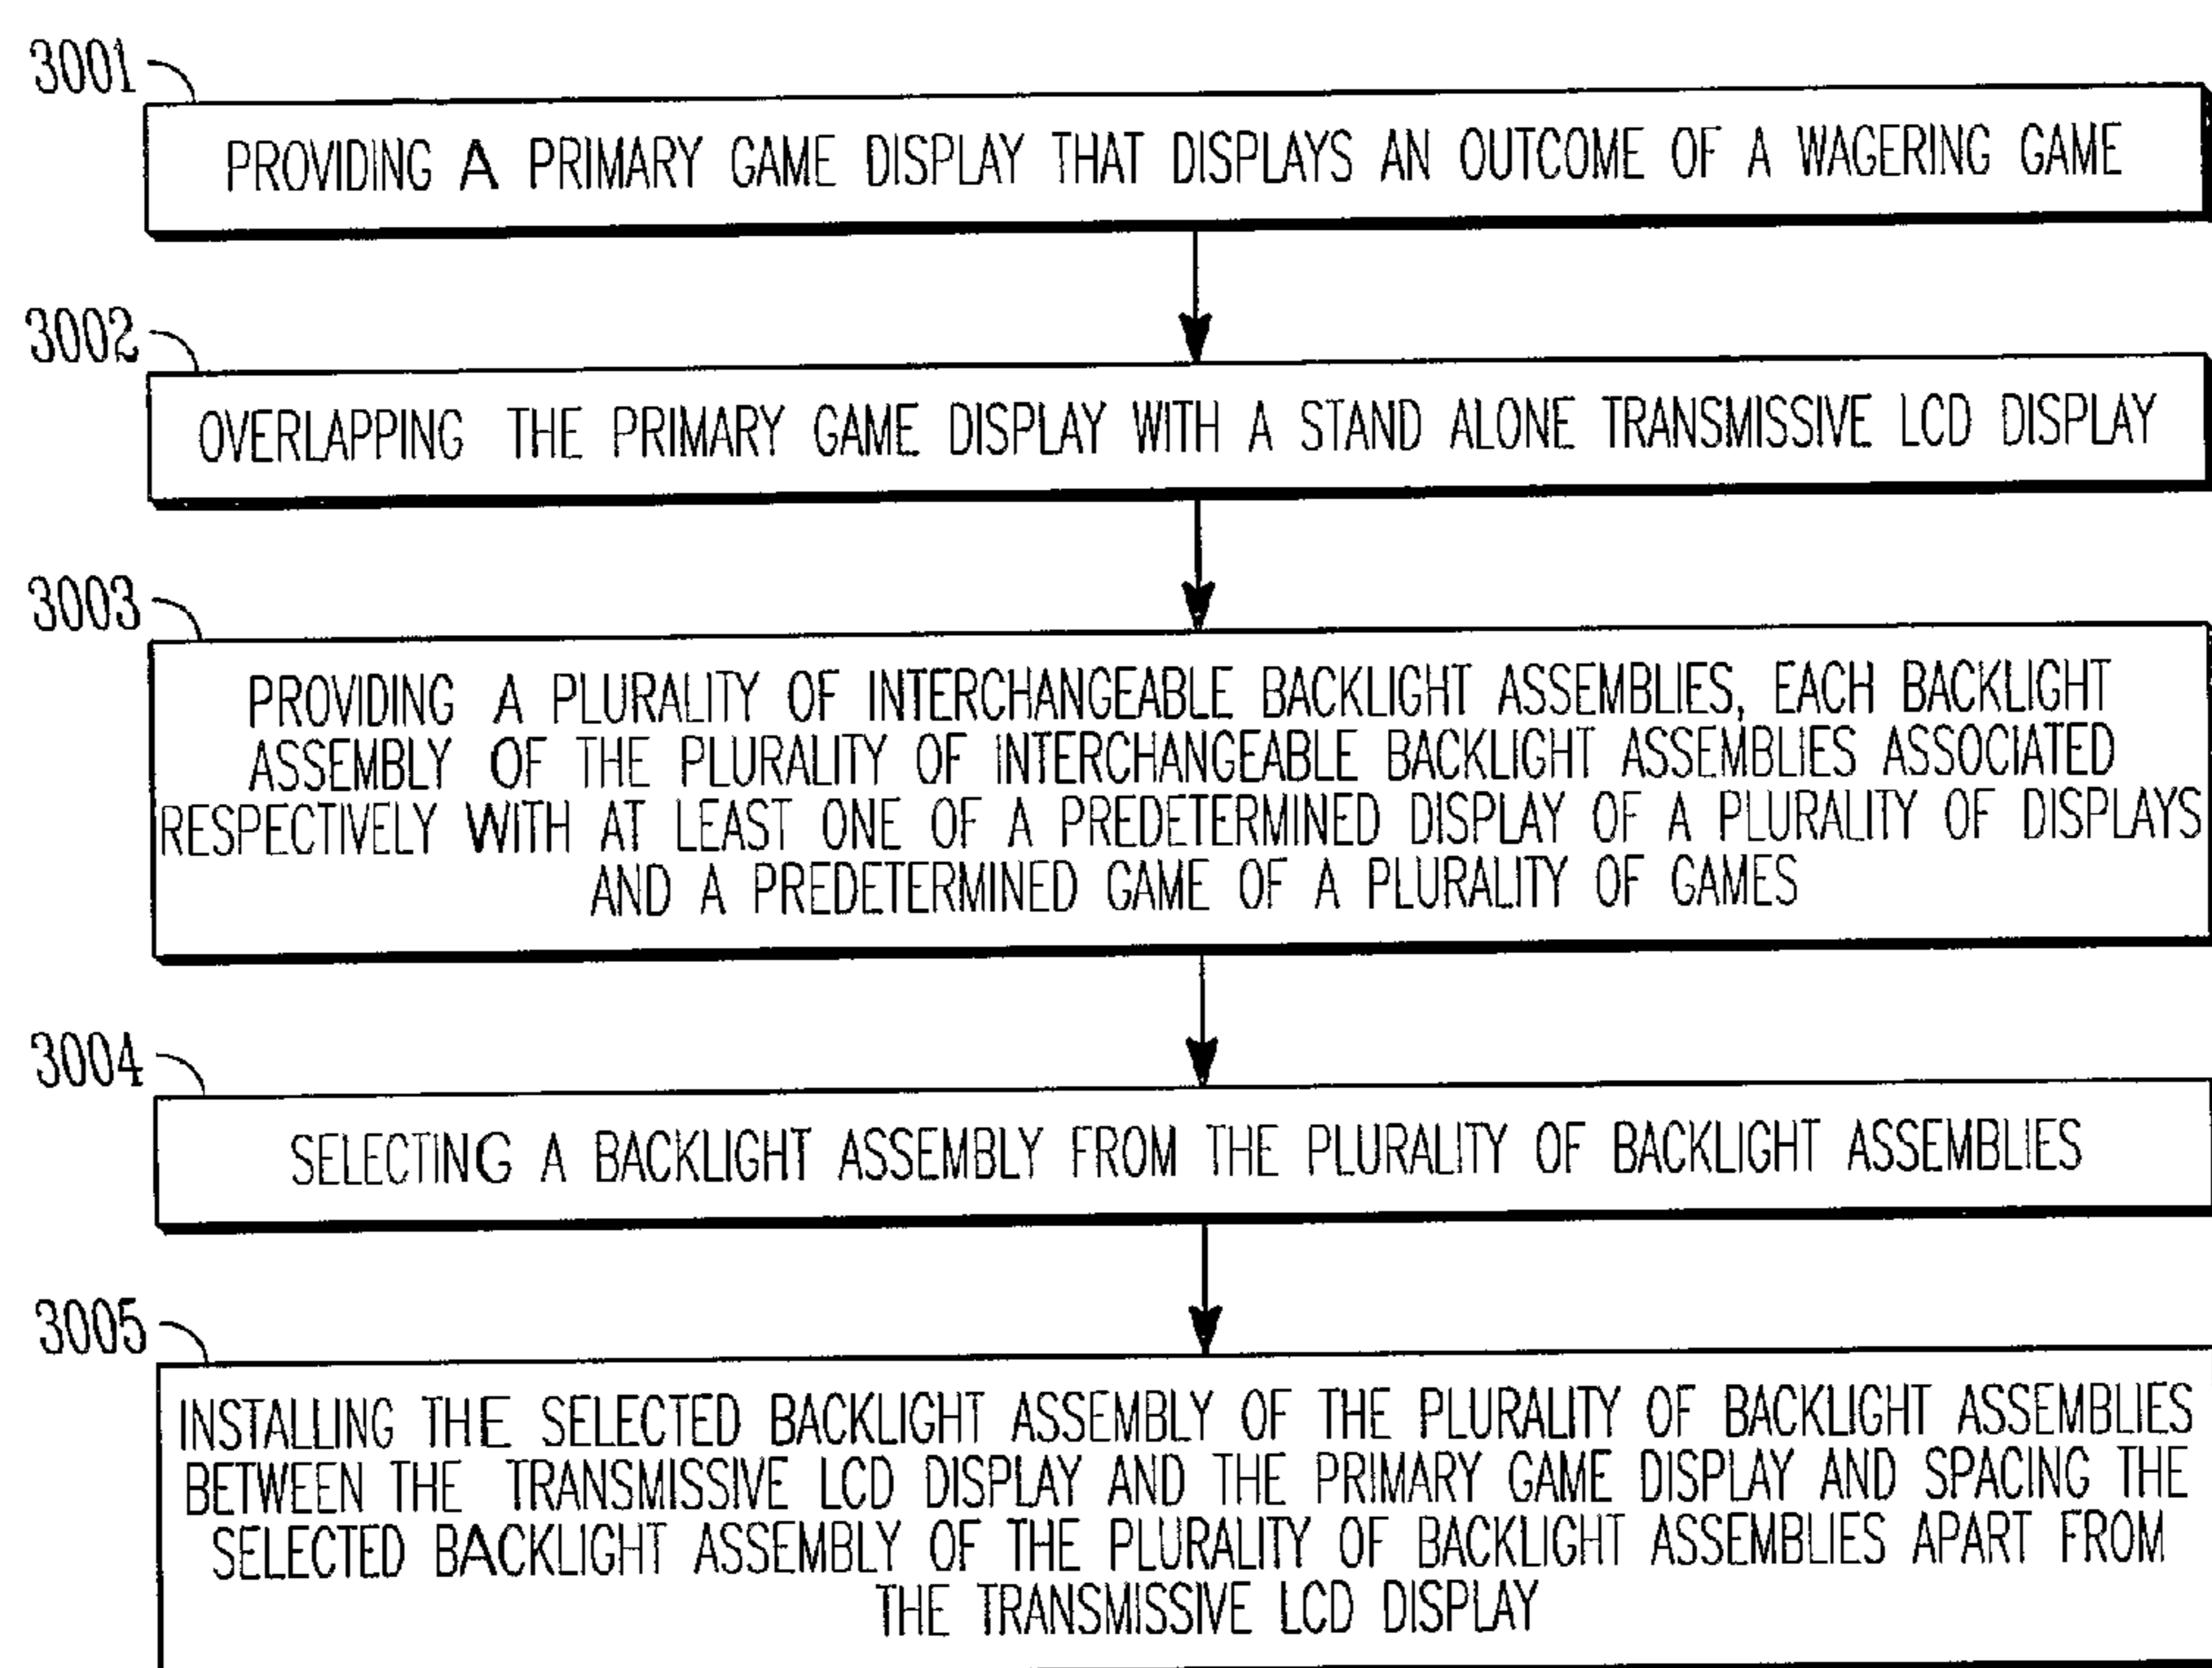 3001
PROVIDING A PRIMARY GAME DISPLAY THAT DISPLAYS AN OUTCOME OF A WAGERING GAME
3002
OVERLAPPING THE PRIMARY GAME DISPLAY WITH A STAND ALONE TRANSMISSIVE LCD DISPLAY
3003
PROVIDING A PLURALITY OF INTERCHANGEABLE BACKLIGHT ASSEMBLIES, EACH BACKLIGHT
ASSEMBLY OF THE PLURALITY OF INTERCHANGEABLE BACKLIGHT ASSEMBLIES ASSOCIATED
RESPECTIVELY WITH AT LEAST ONE OF A PREDETERMINED DISPLAY OF A PLURALITY OF DISPLAYS
AND A PREDETERMINED GAME OF A PLURALITY OF GAMES
3004
SELECTING A BACKLIGHT ASSEMBLY FROM THE PLURALITY OF BACKLIGHT ASSEMBLIES
3005
INSTALLING THE SELECTED BACKLIGHT ASSEMBLY OF THE PLURALITY OF BACKLIGHT ASSEMBLIES
BETWEEN THE TRANSMISSIVE LCD DISPLAY AND THE PRIMARY GAME DISPLAY AND SPACING THE
SELECTED BACKLIGHT ASSEMBLY OF THE PLURALITY OF BACKLIGHT ASSEMBLIES APART FROM
THE TRANSMISSIVE LCD DISPLAY